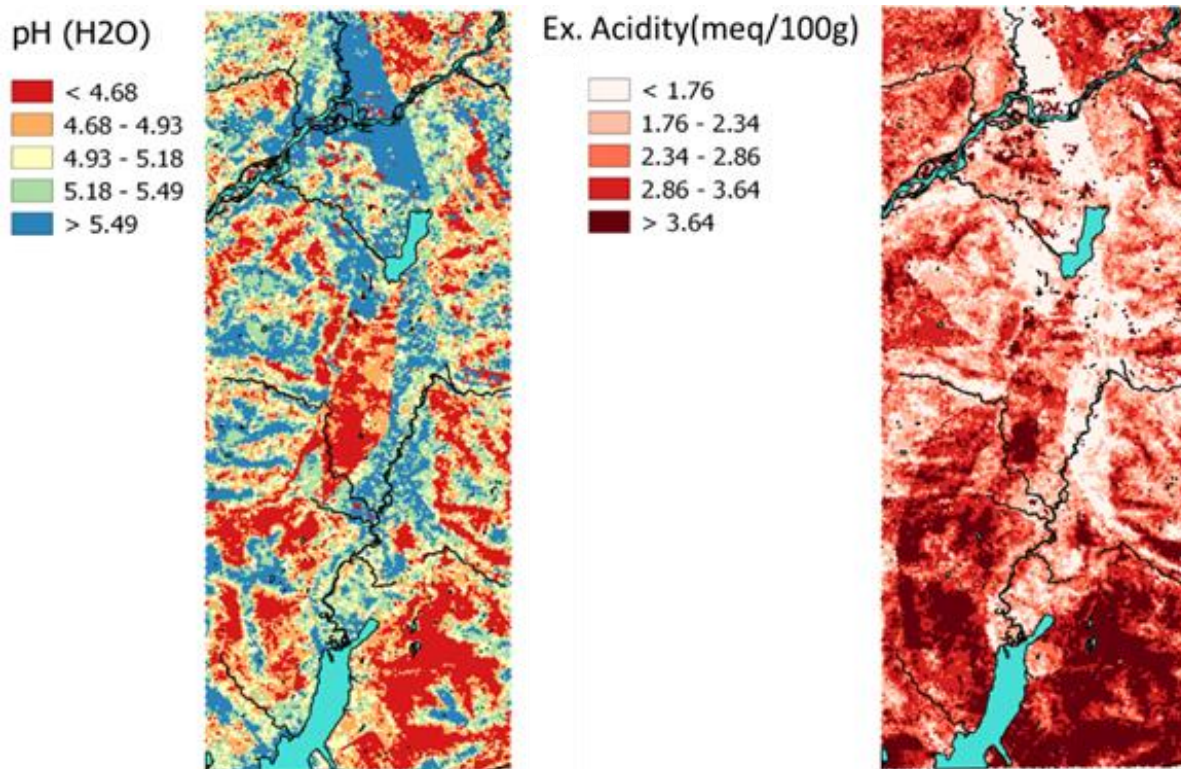 pH (H2O)
< 4.68
4.68 - 4.93
4.93 - 5.18
5.18 - 5.49
> 5.49
Ex. Acidity(meq/100g)
< 1.76
1.76 - 2.34
2.34 - 2.86
2.86 - 3.64
> 3.64